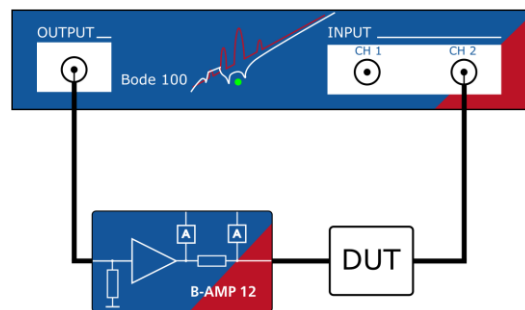 OUTPUT
INPUT
CH 1
CH 2
Bode 100
A
A
B-AMP 12
DUT